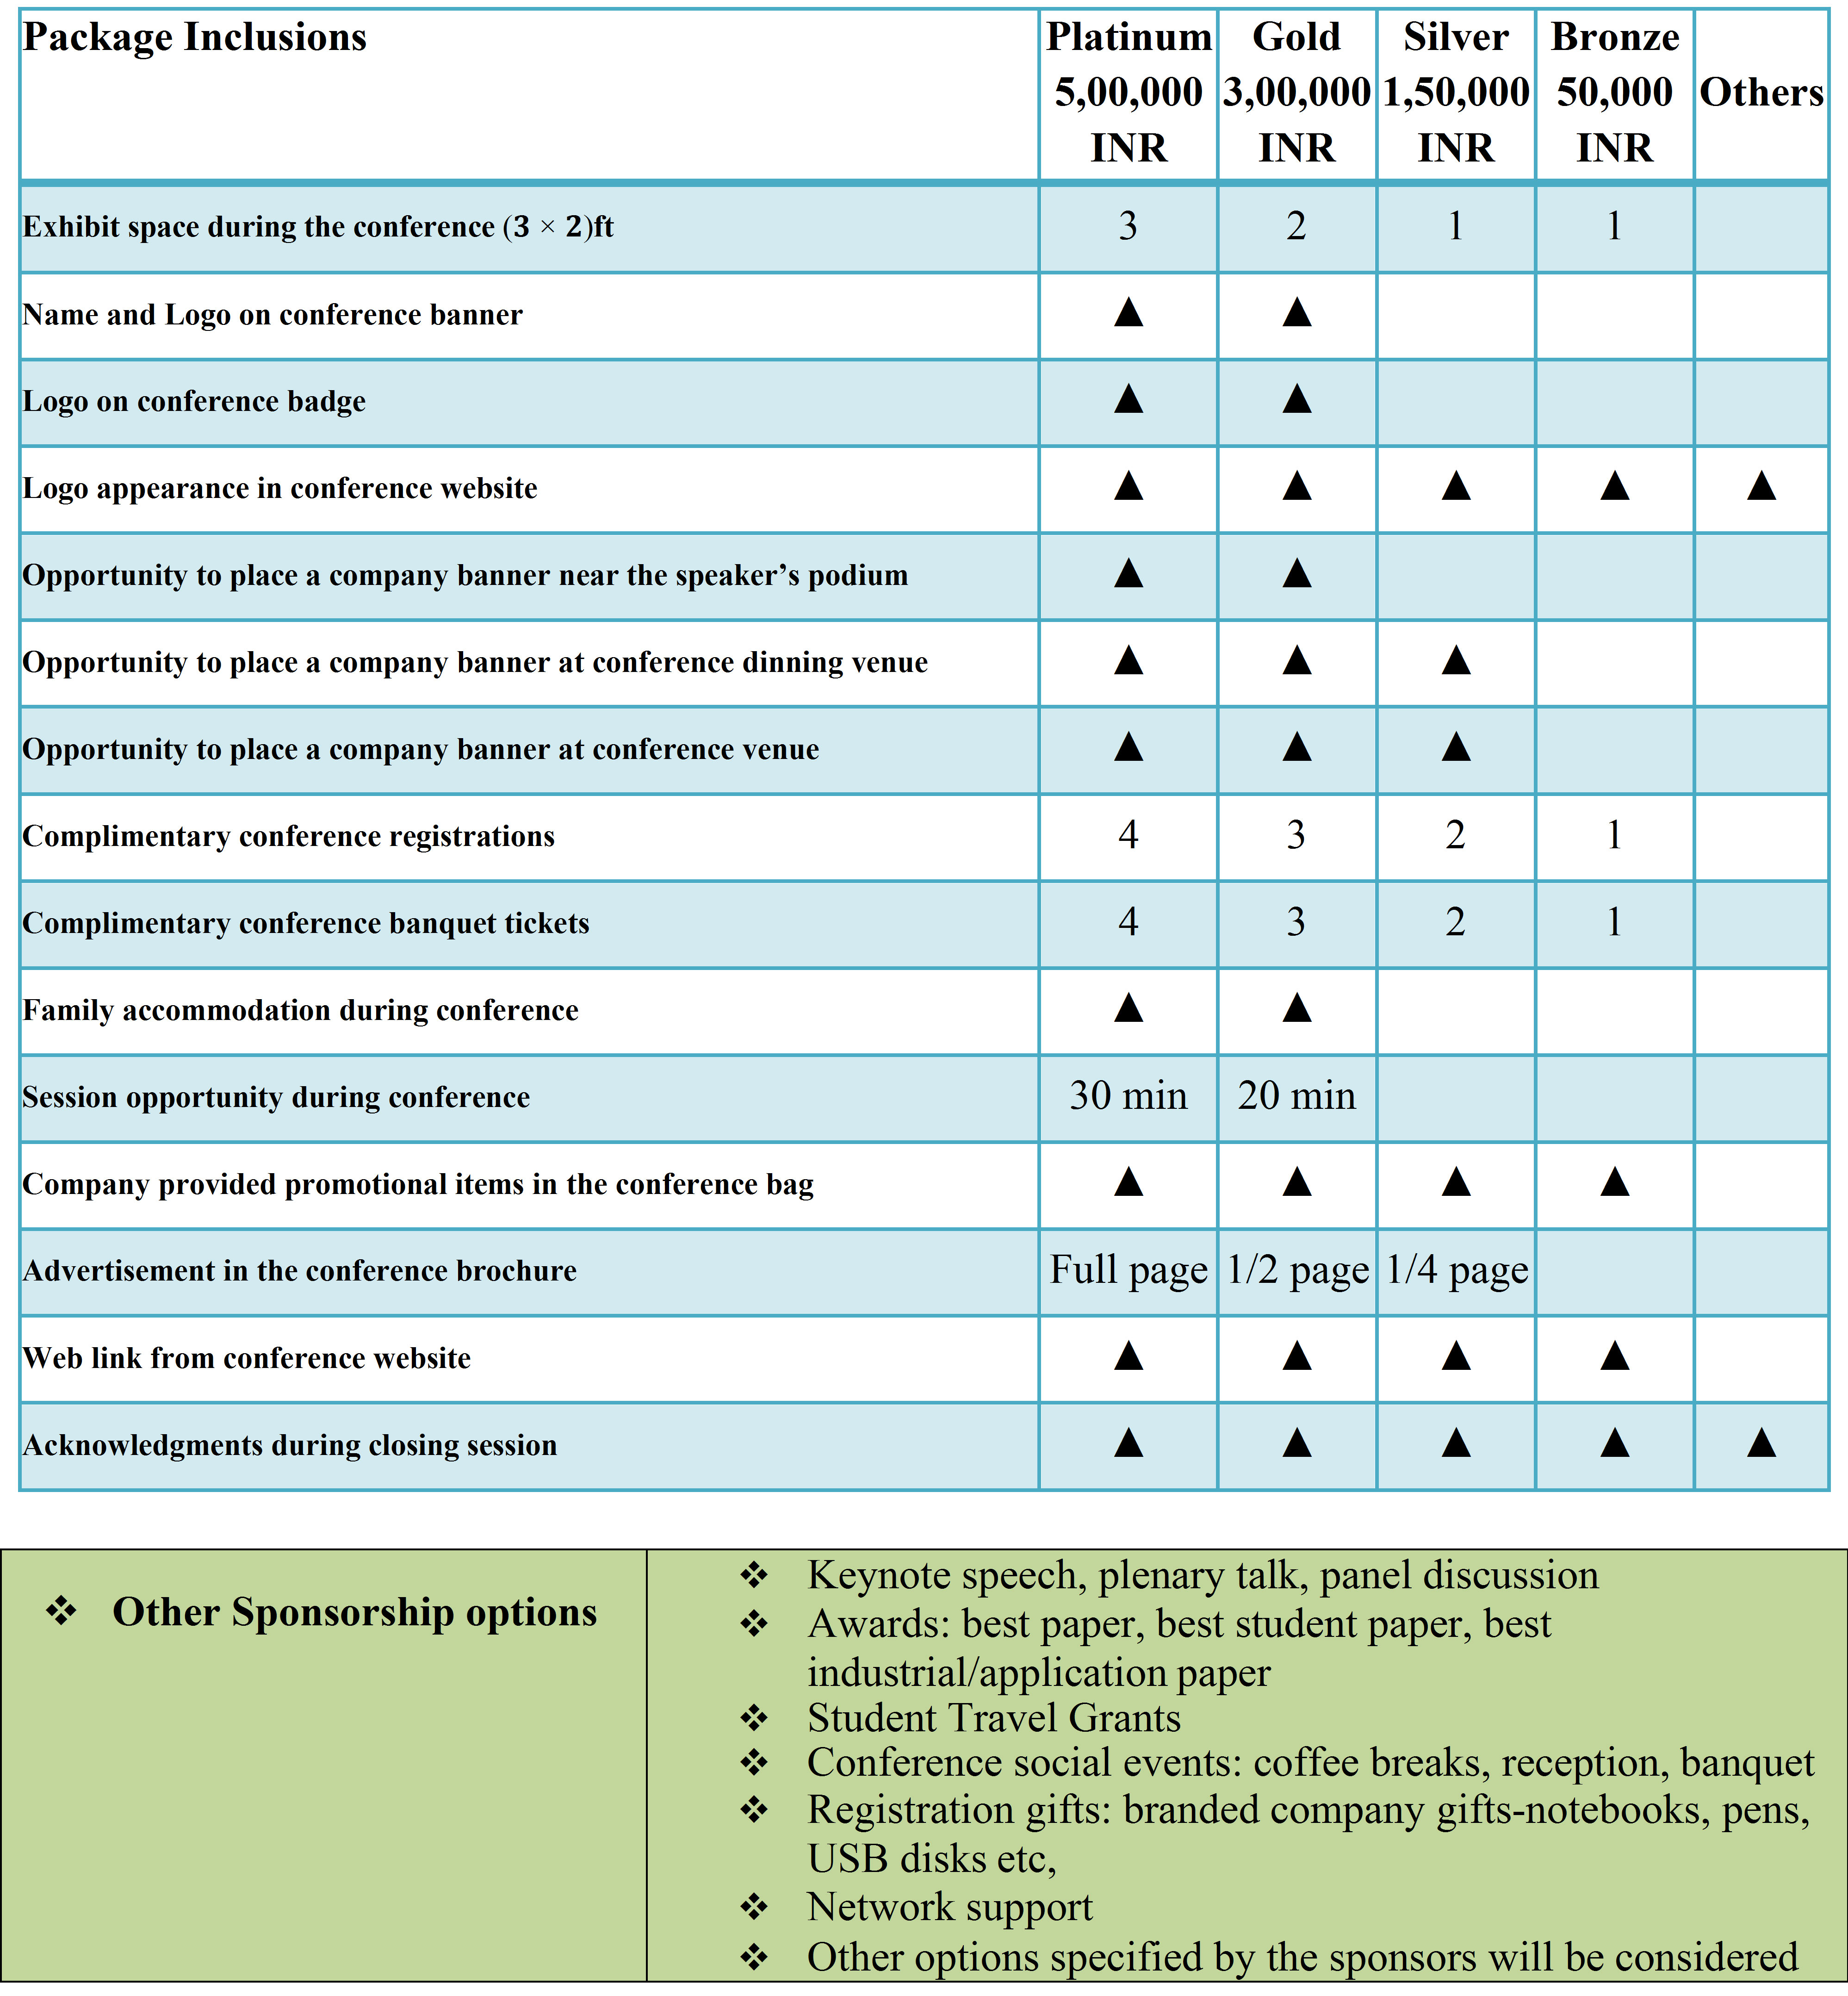 Package Inclusions Platinum Gold Silver Bronze
5,00,000 3,00,000 1,50,000 50,000 Others
INR INR INR INR
Exhibit space during the conference (3 × 2)ft 3 2 1 1
Name and Logo on conference banner ▲ ▲
Logo on conference badge ▲ ▲
Logo appearance in conference website ▲ ▲ ▲ ▲ ▲
Opportunity to place a company banner near the speaker’s podium ▲ ▲
Opportunity to place a company banner at conference dinning venue ▲ ▲ ▲
Opportunity to place a company banner at conference venue ▲ ▲ ▲
Complimentary conference registrations 4 3 2 1
Complimentary conference banquet tickets 4 3 2 1
Family accommodation during conference ▲ ▲
Session opportunity during conference 30 min 20 min
Company provided promotional items in the conference bag ▲ ▲ ▲ ▲
Advertisement in the conference brochure Full page 1/2 page 1/4 page
Web link from conference website ▲ ▲ ▲ ▲
Acknowledgments during closing session ▲ ▲ ▲ ▲ ▲
❖ Other Sponsorship options
❖ Keynote speech, plenary talk, panel discussion
❖ Awards: best paper, best student paper, best
industrial/application paper
❖ Student Travel Grants
❖ Conference social events: coffee breaks, reception, banquet
❖ Registration gifts: branded company gifts-notebooks, pens,
USB disks etc,
❖ Network support
❖ Other options specified by the sponsors will be considered